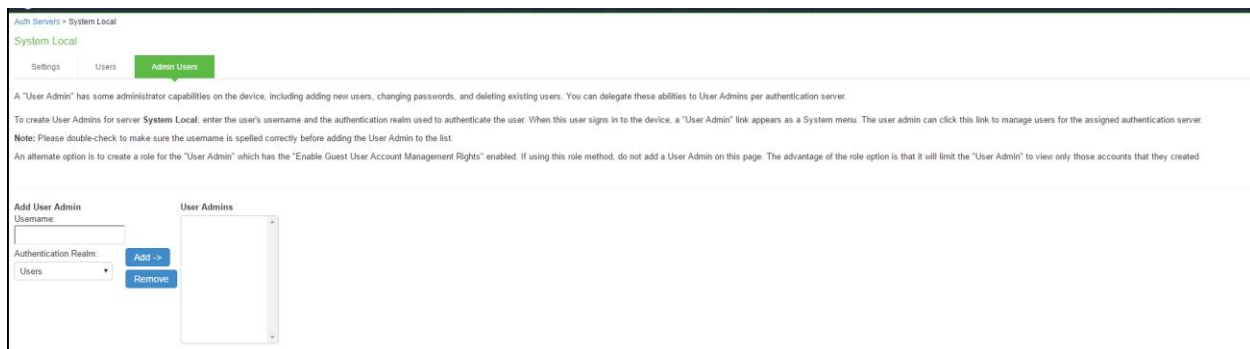 Auth Servers > System Local
System Local
Settings Users Admin Users
A "User Admin" has some administrator capabilities on the device, including adding new users, changing passwords, and deleting existing users. You can delegate these abilities to User Admins per authentication server.
To create User Admins for server System Local, enter the user's username and the authentication realm used to authenticate the user. When this user signs in to the device, a "User Admin" link appears as a System menu. The user admin can click this link to manage users for the assigned authentication server.
Note: Please double-check to make sure the username is spelled correctly before adding the User Admin to the list.
An alternate option is to create a role for the "User Admin" which has the "Enable Guest User Account Management Rights" enabled. If using this role method, do not add a User Admin on this page. The advantage of the role option is that it will limit the "User Admin" to view only those accounts that they created.
Add User Admin
Username:
Authentication Realm:
Users
Add ->
Remove
User Admins